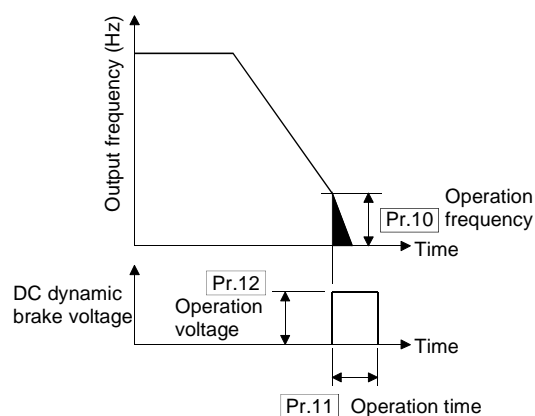 Output frequency (Hz)
Operation
Pr.10 frequency
Time
Pr.12
DC dynamic
brake voltage
Operation
voltage
Time
Pr.11 Operation time